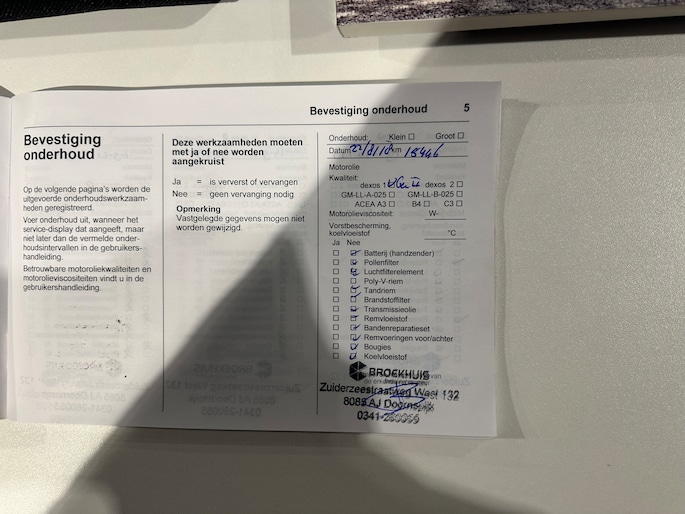 Bevestiging onderhoud 5
Bevestiging
onderhoud
Op de volgende pagina's worden de
uitgevoerde onderhoudswerkzaam-
heden geregistreerd.
Voer onderhoud uit, wanneer het
service-display dat aangeeft, maar
niet later dan de vermelde onder-
houdsintervallen in de gebruikers-
handleiding.
Betrouwbare motoroliekwaliteiten en
motorolieviscositeiten vindt u in de
gebruikershandleiding.
Deze werkzaamheden moeten
met ja of nee worden
aangekruist
Ja = is ververst of vervangen
Nee = geen vervanging nodig
Opmerking
Vastgelegde gegevens mogen niet
worden gewijzigd.
Onderhoud: Klein ☐ Groot ☐
Datum km
Motorolie
Kwaliteit:
dexos 1 dexos 2 ☐
GM-LL-A-025 ☐ GM-LL-B-025 ☐
ACEA A3 ☐ B4 ☐ C3 ☐
Motorolieviscositeit: W-
Vorstbescherming,
koelvloeistof °C
Ja Nee
Batterij (handzender)
Pollenfilter
Luchtfilterelement
Poly-V-riem
Tandriem
Brandstoffilter
Transmissieolie
Remvloeistof
Bandenreparatieset
Remvoeringen voor/achter
Bougies
Koelvloeistof
BROEKHUIS
Zuiderzeestraatweg West 132
AJ Doornspijk